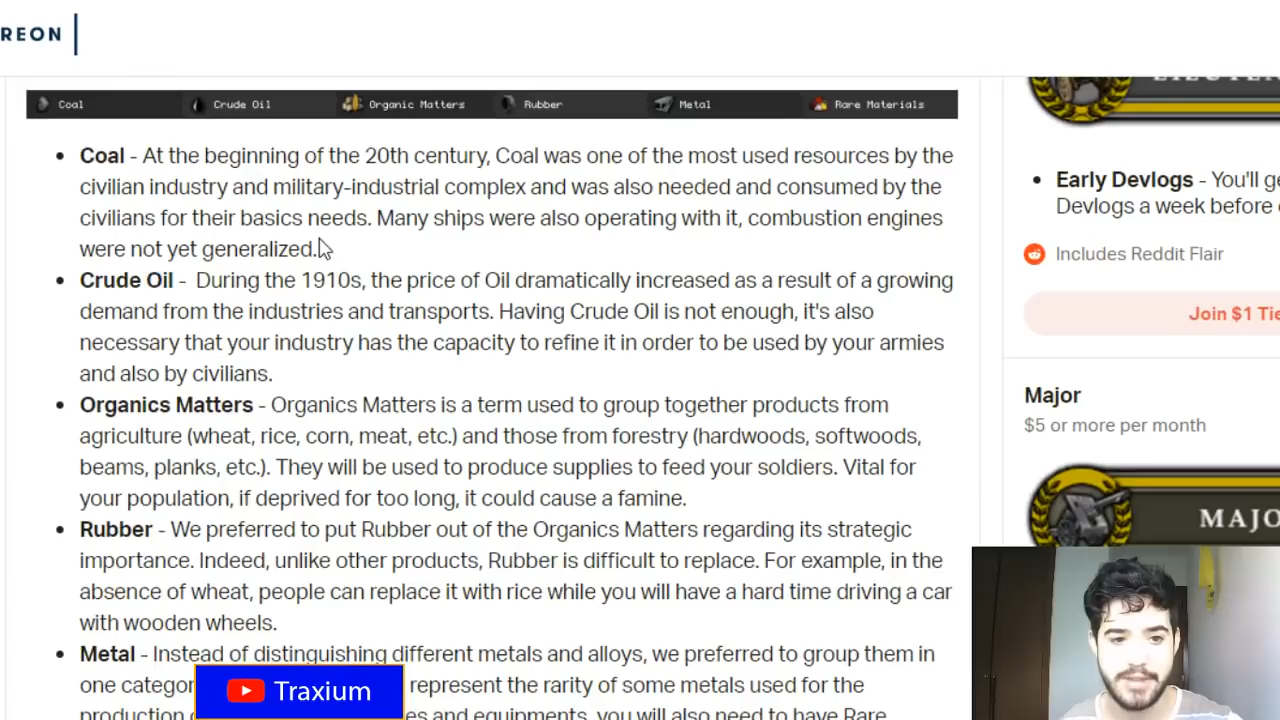 REON
Coal Crude Oil Organic Matters Rubber Metal Rare Materials
Coal - At the beginning of the 20th century, Coal was one of the most used resources by the
civilian industry and military-industrial complex and was also needed and consumed by the
civilians for their basics needs. Many ships were also operating with it, combustion engines
were not yet generalized.
Crude Oil - During the 1910s, the price of Oil dramatically increased as a result of a growing
demand from the industries and transports. Having Crude Oil is not enough, it's also
necessary that your industry has the capacity to refine it in order to be used by your armies
and also by civilians.
Organics Matters - Organics Matters is a term used to group together products from
agriculture (wheat, rice, corn, meat, etc.) and those from forestry (hardwoods, softwoods,
beams, planks, etc.). They will be used to produce supplies to feed your soldiers. Vital for
your population, if deprived for too long, it could cause a famine.
Rubber - We preferred to put Rubber out of the Organics Matters regarding its strategic
importance. Indeed, unlike other products, Rubber is difficult to replace. For example, in the
absence of wheat, people can replace it with rice while you will have a hard time driving a car
with wooden wheels.
Metal - Instead of distinguishing different metals and alloys, we preferred to group them in
one categor represent the rarity of some metals used for the
production es and equipments, you will also need to have Rare
Traxium
Early Devlogs - You'll ge
Devlogs a week before
Includes Reddit Flair
Join $1 Tie
Major
$5 or more per month
MAJO